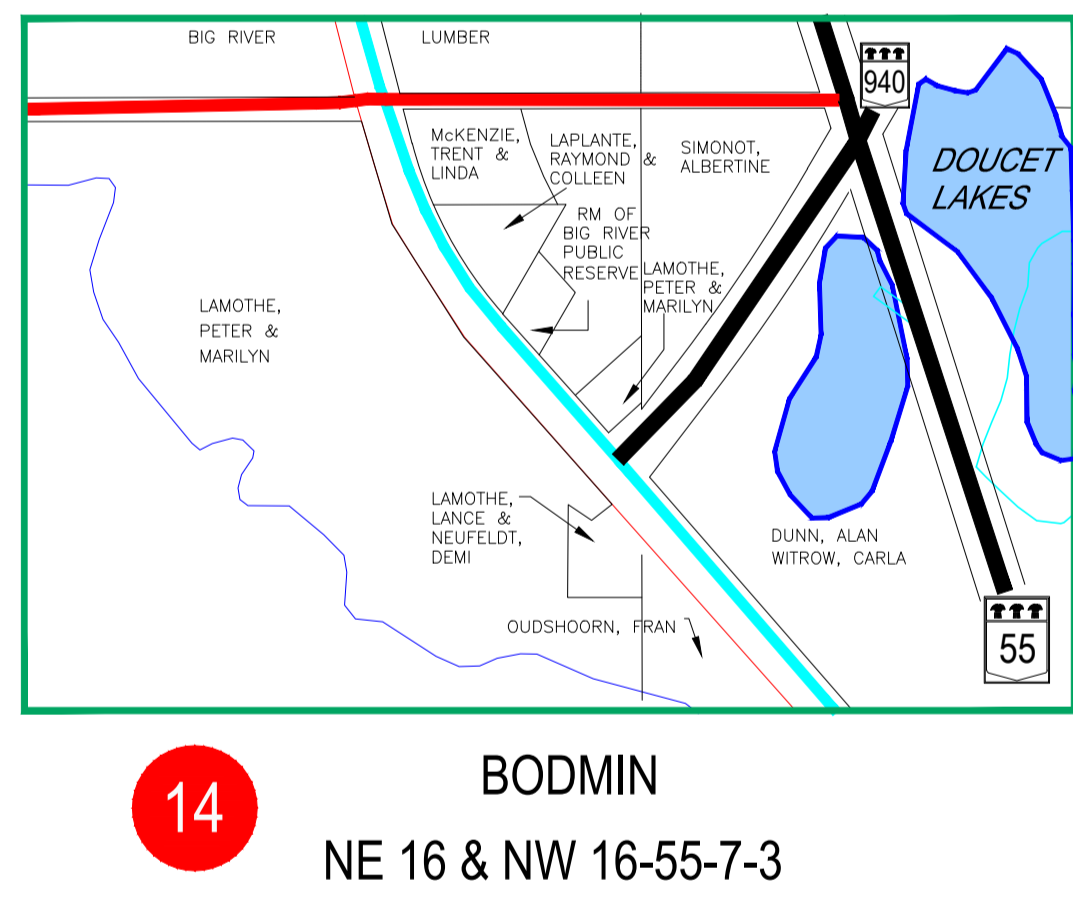 BIG RIVER LUMBER
940
McKENZIE,
TRENT &
LINDA
LAPLANTE,
RAYMOND &
COLLEEN
SIMONOT,
ALBERTINE
DOUCET
LAKES
RM OF
BIG RIVER
PUBLIC
RESERVE
LAMOTHE,
PETER &
MARILYN
LAMOTHE,
PETER &
MARILYN
LAMOTHE,
LANCE &
NEUFELDT,
DEMI
DUNN, ALAN
WITROW, CARLA
OUDSHOORN, FRAN
55
14
BODMIN
NE 16 & NW 16-55-7-3